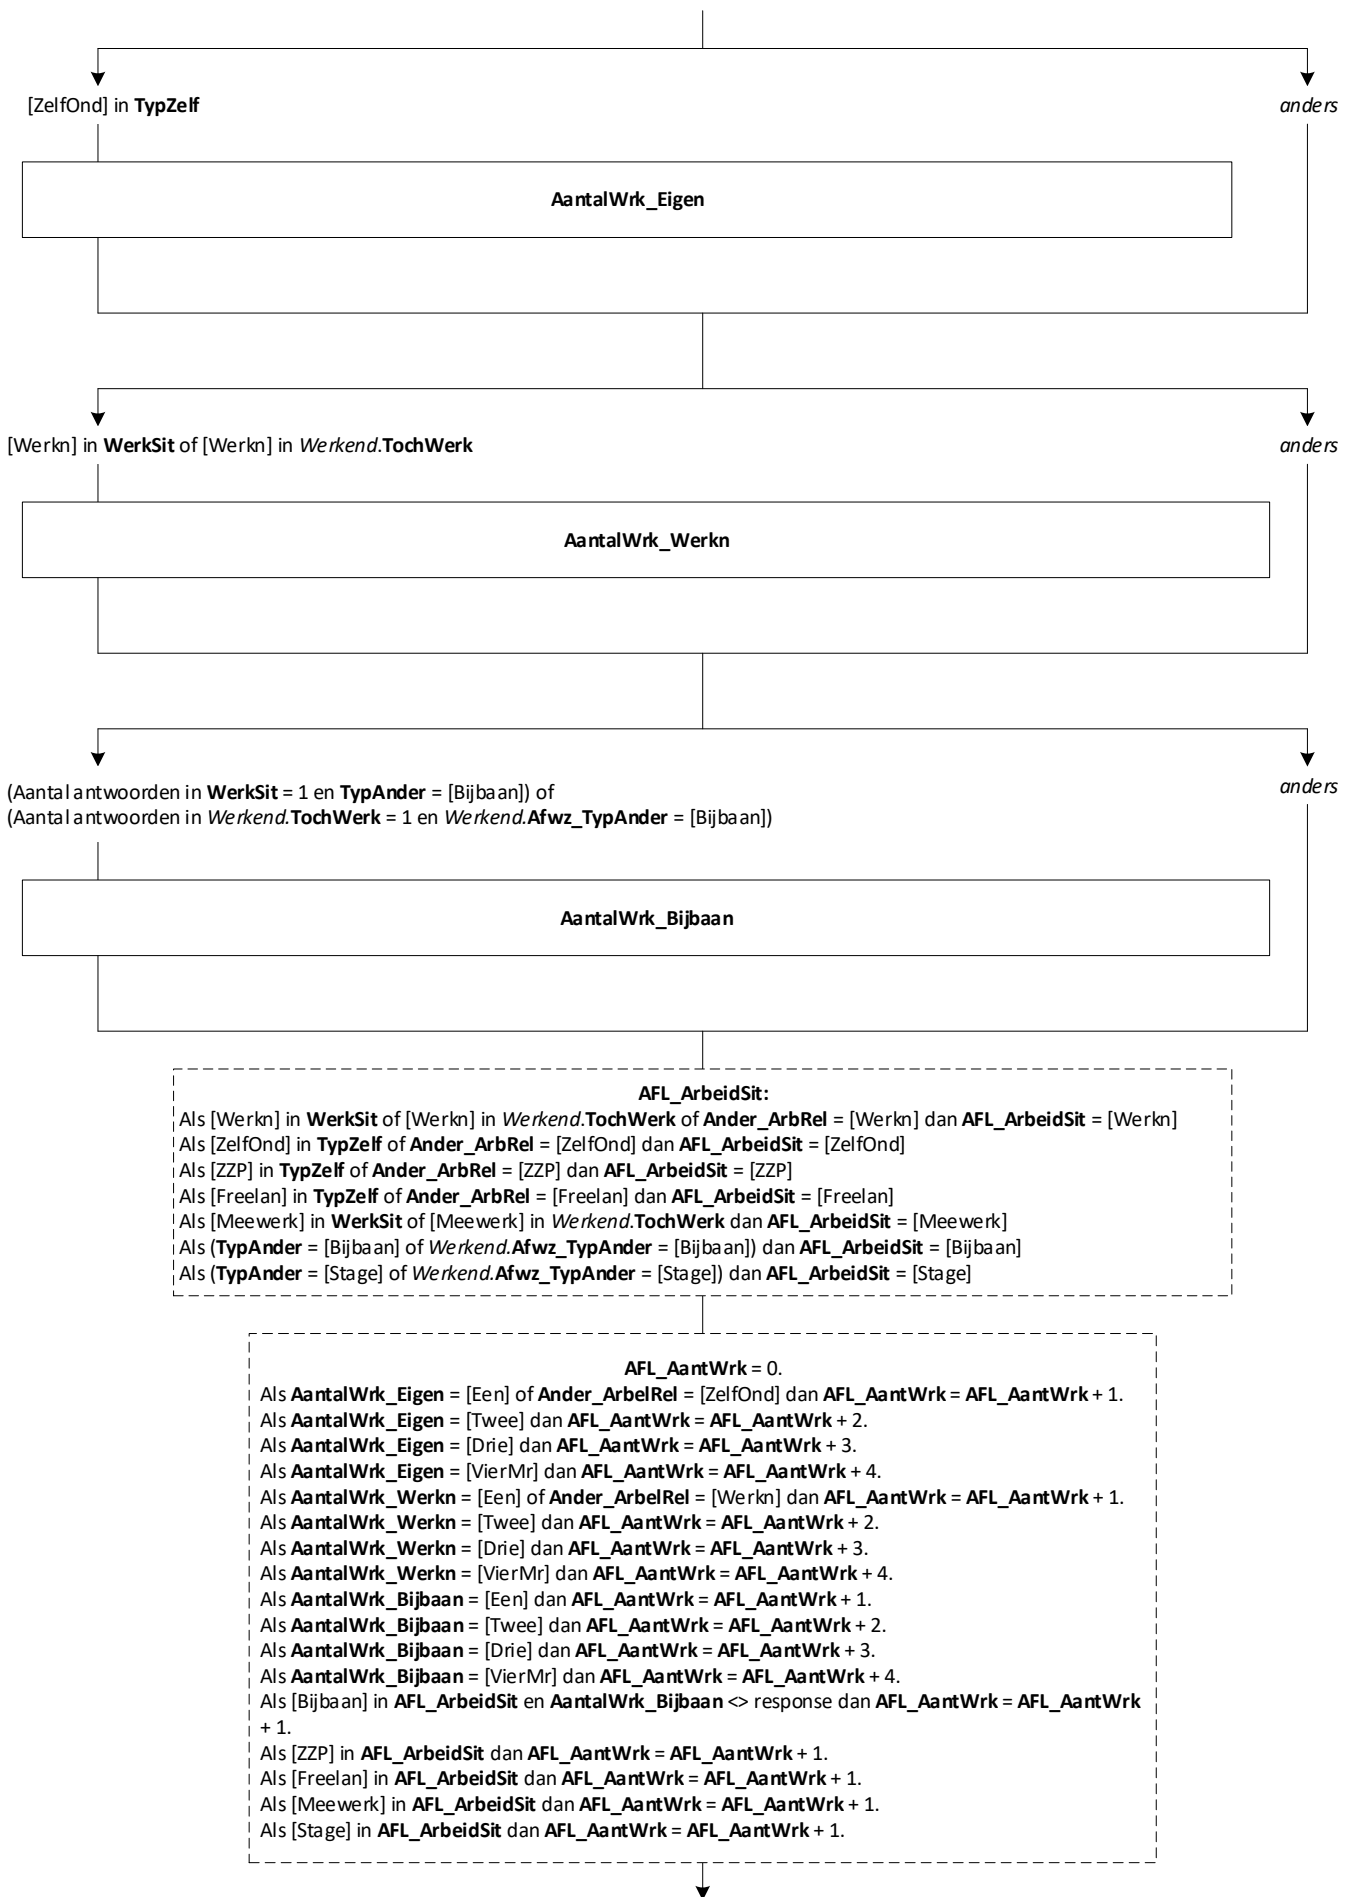 [ZelfOnd] in TypZelf
anders
AantalWrk_Eigen
[Werkn] in WerkSit of [Werkn] in Werkend.TochWerk
anders
AantalWrk_Werkn
(Aantal antwoorden in WerkSit = 1 en TypAnder = [Bijbaan]) of
anders
(Aantal antwoorden in Werkend.TochWerk = 1 en Werkend.Afwz_TypAnder = [Bijbaan])
AantalWrk_Bijbaan
AFL_ArbeidSit:
Als [Werkn] in WerkSit of [Werkn] in Werkend.TochWerk of Ander_ArbRel = [Werkn] dan AFL_ArbeidSit = [Werkn]
Als [ZelfOnd] in TypZelf of Ander_ArbRel = [ZelfOnd] dan AFL_ArbeidSit = [ZelfOnd]
Als [ZZP] in TypZelf of Ander_ArbRel = [ZZP] dan AFL_ArbeidSit = [ZZP]
Als [Freelan] in TypZelf of Ander_ArbRel = [Freelan] dan AFL_ArbeidSit = [Freelan]
Als [Meewerk] in WerkSit of [Meewerk] in Werkend.TochWerk dan AFL_ArbeidSit = [Meewerk]
Als (TypAnder = [Bijbaan] of Werkend.Afwz_TypAnder = [Bijbaan]) dan AFL_ArbeidSit = [Bijbaan]
Als (TypAnder = [Stage] of Werkend.Afwz_TypAnder = [Stage]) dan AFL_ArbeidSit = [Stage]
AFL_AantWrk = 0.
Als AantalWrk_Eigen = [Een] of Ander_ArbelRel = [ZelfOnd] dan AFL_AantWrk = AFL_AantWrk + 1.
Als AantalWrk_Eigen = [Twee] dan AFL_AantWrk = AFL_AantWrk + 2.
Als AantalWrk_Eigen = [Drie] dan AFL_AantWrk = AFL_AantWrk + 3.
Als AantalWrk_Eigen = [VierMr] dan AFL_AantWrk = AFL_AantWrk + 4.
Als AantalWrk_Werkn = [Een] of Ander_ArbelRel = [Werkn] dan AFL_AantWrk = AFL_AantWrk + 1.
Als AantalWrk_Werkn = [Twee] dan AFL_AantWrk = AFL_AantWrk + 2.
Als AantalWrk_Werkn = [Drie] dan AFL_AantWrk = AFL_AantWrk + 3.
Als AantalWrk_Werkn = [VierMr] dan AFL_AantWrk = AFL_AantWrk + 4.
Als AantalWrk_Bijbaan = [Een] dan AFL_AantWrk = AFL_AantWrk + 1.
Als AantalWrk_Bijbaan = [Twee] dan AFL_AantWrk = AFL_AantWrk + 2.
Als AantalWrk_Bijbaan = [Drie] dan AFL_AantWrk = AFL_AantWrk + 3.
Als AantalWrk_Bijbaan = [VierMr] dan AFL_AantWrk = AFL_AantWrk + 4.
Als [Bijbaan] in AFL_ArbeidSit en AantalWrk_Bijbaan <> response dan AFL_AantWrk = AFL_AantWrk
+ 1.
Als [ZZP] in AFL_ArbeidSit dan AFL_AantWrk = AFL_AantWrk + 1.
Als [Freelan] in AFL_ArbeidSit dan AFL_AantWrk = AFL_AantWrk + 1.
Als [Meewerk] in AFL_ArbeidSit dan AFL_AantWrk = AFL_AantWrk + 1.
Als [Stage] in AFL_ArbeidSit dan AFL_AantWrk = AFL_AantWrk + 1.